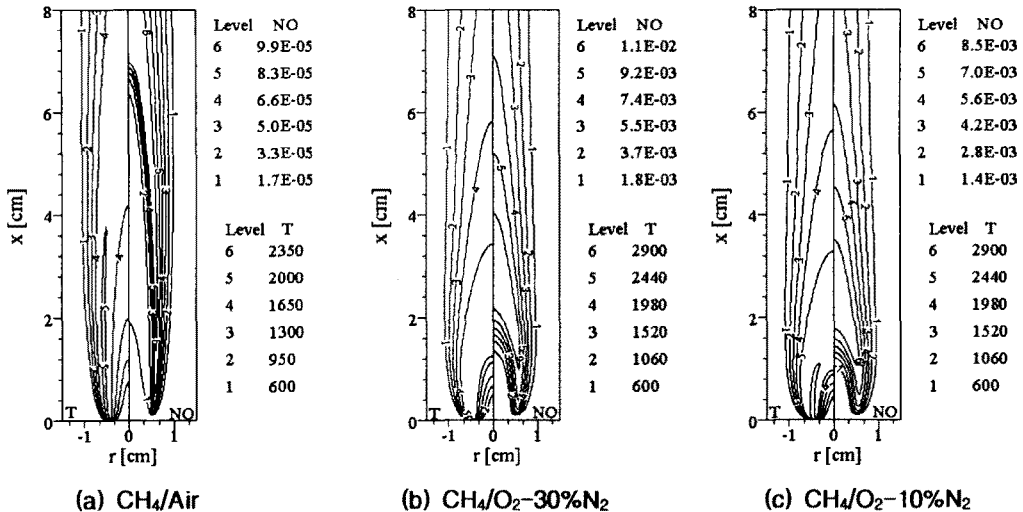 8
6
4
2
0
x [cm]
-1 0 1
r [cm]
T
NO
Level NO
6 9.9E-05
5 8.3E-05
4 6.6E-05
3 5.0E-05
2 3.3E-05
1 1.7E-05
Level T
6 2350
5 2000
4 1650
3 1300
2 950
1 600
(a) CH₄/Air
8
6
4
2
0
x [cm]
-1 0 1
r [cm]
T
NO
Level NO
6 1.1E-02
5 9.2E-03
4 7.4E-03
3 5.5E-03
2 3.7E-03
1 1.8E-03
Level T
6 2900
5 2440
4 1980
3 1520
2 1060
1 600
(b) CH₄/O₂-30%N₂
8
6
4
2
0
x [cm]
-1 0 1
r [cm]
T
NO
Level NO
6 8.5E-03
5 7.0E-03
4 5.6E-03
3 4.2E-03
2 2.8E-03
1 1.4E-03
Level T
6 2900
5 2440
4 1980
3 1520
2 1060
1 600
(c) CH₄/O₂-10%N₂